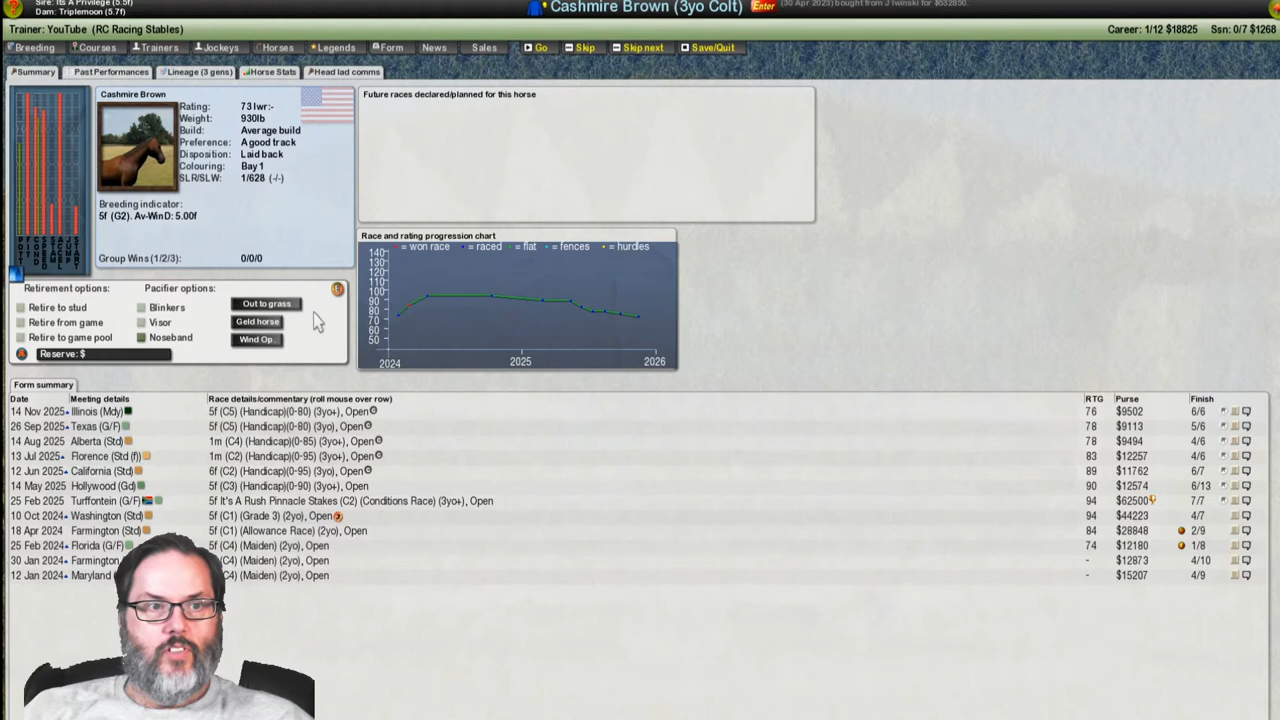 Sire: Its A Privilege (5.5f)
Dam: Triplemoon (5.7f)
Cashmire Brown (3yo Colt)
Enter
(30 Apr 2023) bought from J Iwinski for $632850.
Trainer: YouTube (RC Racing Stables)
Career: 1/12 $18825 Ssn: 0/7 $1268
Breeding Courses Trainers Jockeys Horses Legends Form News Sales Go Skip Skip next Save/Quit
Summary Past Performances Lineage (3 gens) Horse Stats Head lad comms
Cashmire Brown
Rating: 73 lwr:-
Weight: 930lb
Build: Average build
Preference: A good track
Disposition: Laid back
Colouring: Bay 1
SLR/SLW: 1/628 (-/-)
Breeding indicator:
5f (G2). Av-WinD: 5.00f
Group Wins (1/2/3): 0/0/0
Future races declared/planned for this horse
Race and rating progression chart
= won race = raced = flat = fences = hurdles
140
130
120
110
100
90
80
70
60
50
2024 2025 2026
Retirement options: Pacifier options:
Retire to stud Blinkers Out to grass
Retire from game Visor Geld horse
Retire to game pool Noseband Wind Op.
Reserve: $
Form summary
Date Meeting details Race details/commentary (roll mouse over row) RTG Purse Finish
14 Nov 2025 Illinois (Mdy) 5f (C5) (Handicap)(0-80) (3yo+), Open 76 $9502 6/6
26 Sep 2025 Texas (G/F) 5f (C5) (Handicap)(0-80) (3yo), Open 78 $9113 5/6
14 Aug 2025 Alberta (Std) 1m (C4) (Handicap)(0-85) (3yo+), Open 78 $9494 4/6
13 Jul 2025 Florence (Std (f)) 1m (C2) (Handicap)(0-95) (3yo+), Open 83 $12257 4/6
12 Jun 2025 California (Std) 6f (C2) (Handicap)(0-95) (3yo), Open 89 $11762 6/7
14 May 2025 Hollywood (Gd) 5f (C3) (Handicap)(0-90) (3yo+), Open 90 $12574 6/13
25 Feb 2025 Turffontein (G/F) 5f It's A Rush Pinnacle Stakes (C2) (Conditions Race) (3yo+), Open 94 $62500 7/7
10 Oct 2024 Washington (Std) 5f (C1) (Grade 3) (2yo), Open 94 $44223 4/7
18 Apr 2024 Farmington (Std) 5f (C1) (Allowance Race) (2yo), Open 84 $28848 2/9
25 Feb 2024 Florida (G/F) 5f (C4) (Maiden) (2yo), Open 74 $12180 1/8
30 Jan 2024 Farmington (C4) (Maiden) (2yo), Open - $12873 4/10
12 Jan 2024 Maryland (C4) (Maiden) (2yo), Open - $15207 4/9